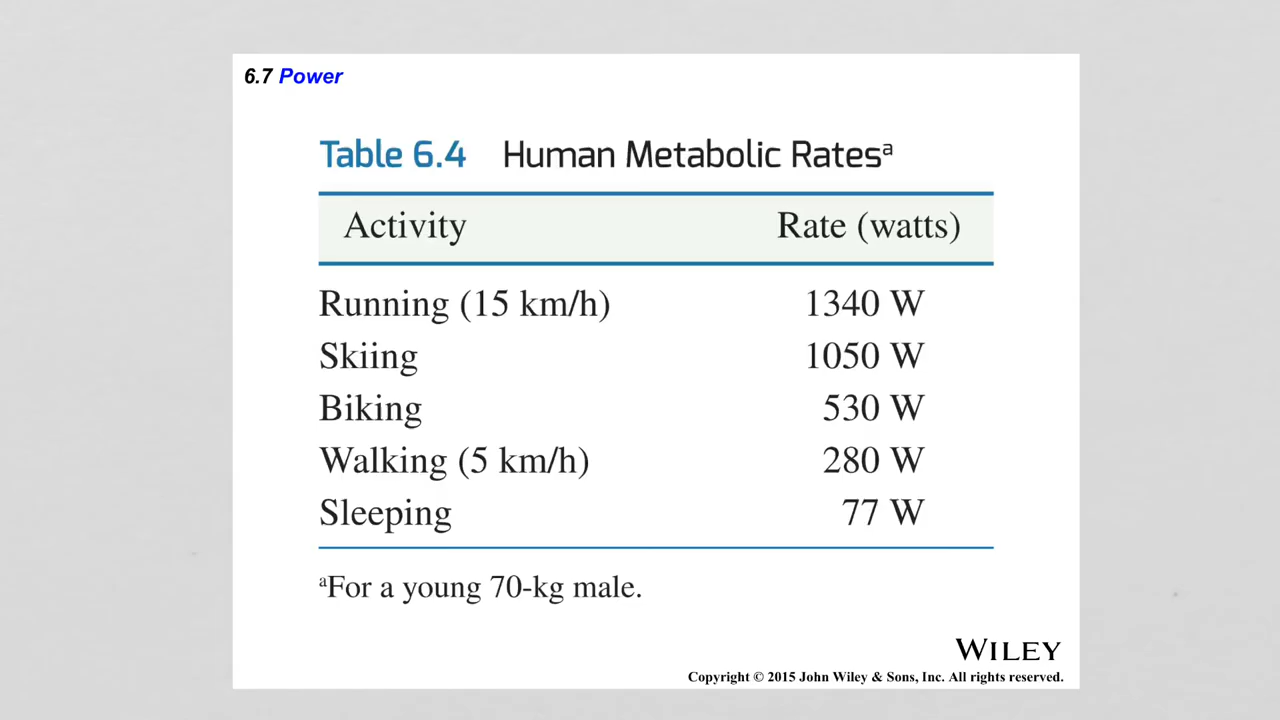 6.7 Power
Table 6.4 Human Metabolic Ratesᵃ
Activity Rate (watts)
Running (15 km/h) 1340 W
Skiing 1050 W
Biking 530 W
Walking (5 km/h) 280 W
Sleeping 77 W
ᵃFor a young 70-kg male.
WILEY
Copyright © 2015 John Wiley & Sons, Inc. All rights reserved.